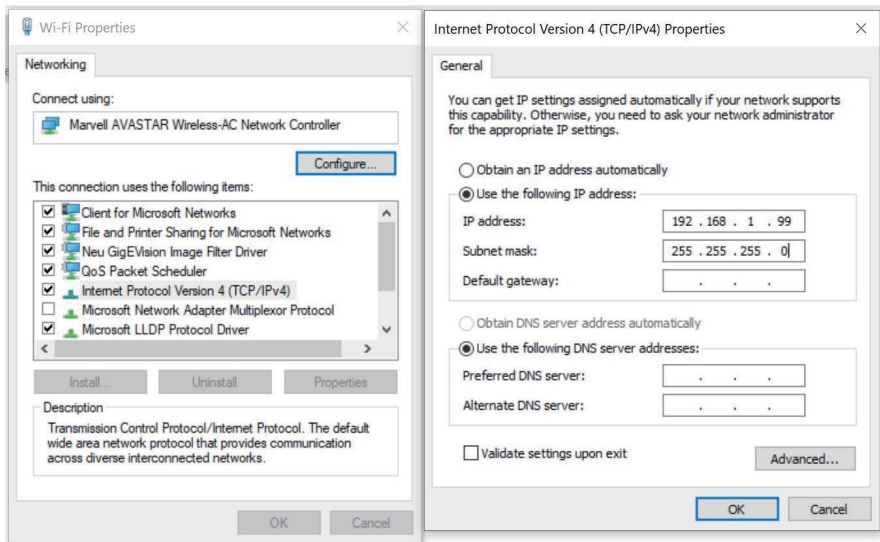 Wi-Fi Properties
Networking
Connect using:
Marvell AVASTAR Wireless-AC Network Controller
Configure...
This connection uses the following items:
Client for Microsoft Networks
File and Printer Sharing for Microsoft Networks
Neu GigEVision Image Filter Driver
QoS Packet Scheduler
Internet Protocol Version 4 (TCP/IPv4)
Microsoft Network Adapter Multiplexor Protocol
Microsoft LLDP Protocol Driver
Install...
Uninstall
Properties
Description
Transmission Control Protocol/Internet Protocol. The default
wide area network protocol that provides communication
across diverse interconnected networks.
OK
Cancel
Internet Protocol Version 4 (TCP/IPv4) Properties
General
You can get IP settings assigned automatically if your network supports
this capability. Otherwise, you need to ask your network administrator
for the appropriate IP settings.
Obtain an IP address automatically
Use the following IP address:
IP address:
192 . 168 . 1 . 99
Subnet mask:
255 . 255 . 255 . 0
Default gateway:
. . .
Obtain DNS server address automatically
Use the following DNS server addresses:
Preferred DNS server:
. . .
Alternate DNS server:
. . .
Validate settings upon exit
Advanced...
OK
Cancel